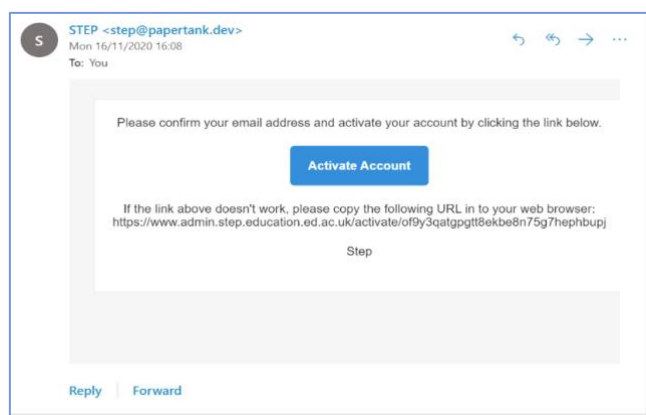 S
STEP <step@papertank.dev>
Mon 16/11/2020 16:08
To: You
Please confirm your email address and activate your account by clicking the link below.
Activate Account
If the link above doesn't work, please copy the following URL in to your web browser:
https://www.admin.step.education.ed.ac.uk/activate/of9y3qatgpgtt8ekbe8n75g7hephbupj
Step
Reply
Forward